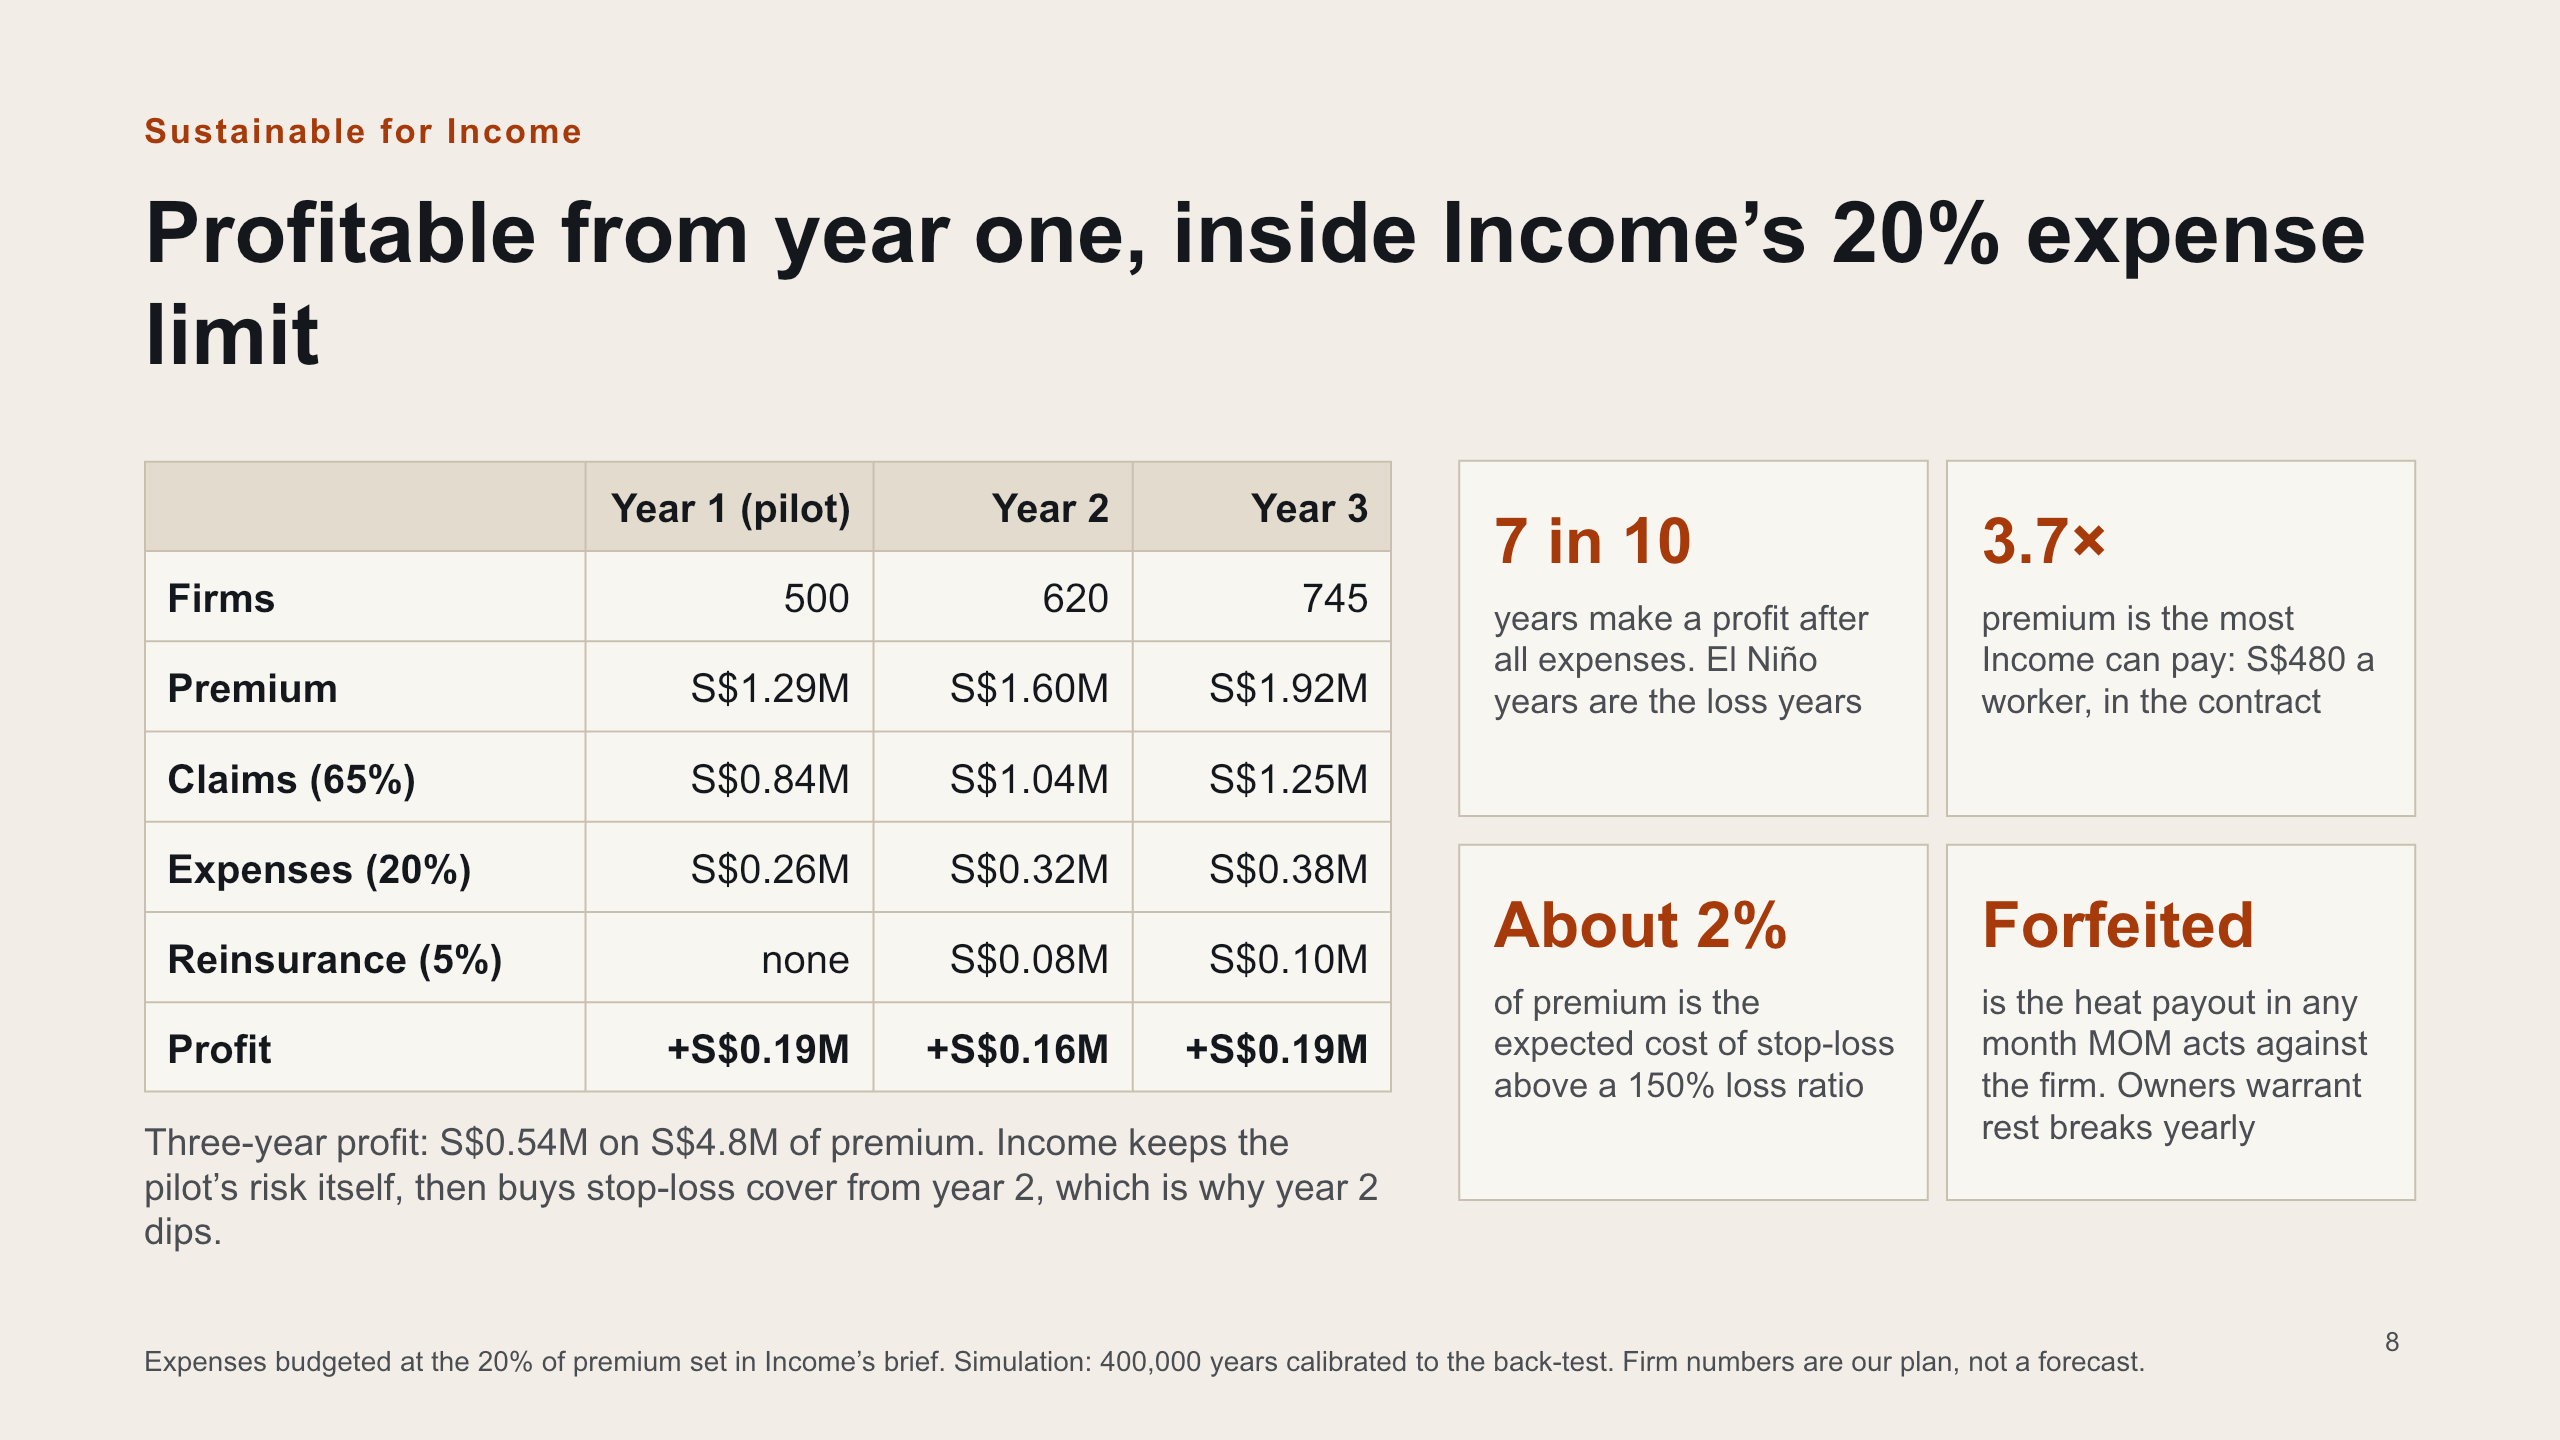 Sustainable for Income
Profitable from year one, inside Income’s 20% expense
limit
Year 1 (pilot) Year 2 Year 3
Firms 500 620 745
Premium S$1.29M S$1.60M S$1.92M
Claims (65%) S$0.84M S$1.04M S$1.25M
Expenses (20%) S$0.26M S$0.32M S$0.38M
Reinsurance (5%) none S$0.08M S$0.10M
Profit +S$0.19M +S$0.16M +S$0.19M
Three-year profit: S$0.54M on S$4.8M of premium. Income keeps the
pilot’s risk itself, then buys stop-loss cover from year 2, which is why year 2
dips.
7 in 10
years make a profit after
all expenses. El Niño
years are the loss years
3.7×
premium is the most
Income can pay: S$480 a
worker, in the contract
About 2%
of premium is the
expected cost of stop-loss
above a 150% loss ratio
Forfeited
is the heat payout in any
month MOM acts against
the firm. Owners warrant
rest breaks yearly
Expenses budgeted at the 20% of premium set in Income’s brief. Simulation: 400,000 years calibrated to the back-test. Firm numbers are our plan, not a forecast.
8